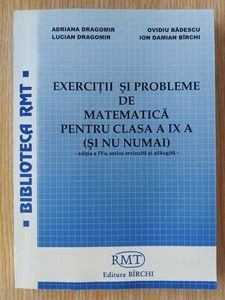 ADRIANA DRAGOMIR OVIDIU BĂDESCU
LUCIAN DRAGOMIR ION DAMIAN BÎRCHI
EXERCIȚII ȘI PROBLEME
DE
MATEMATICĂ
PENTRU CLASA A IX A
(ȘI NU NUMAI)
- ediția a IVa, serios revizuită și adăugită -
BIBLIOTECA RMT
RMT
Editura BÎRCHI